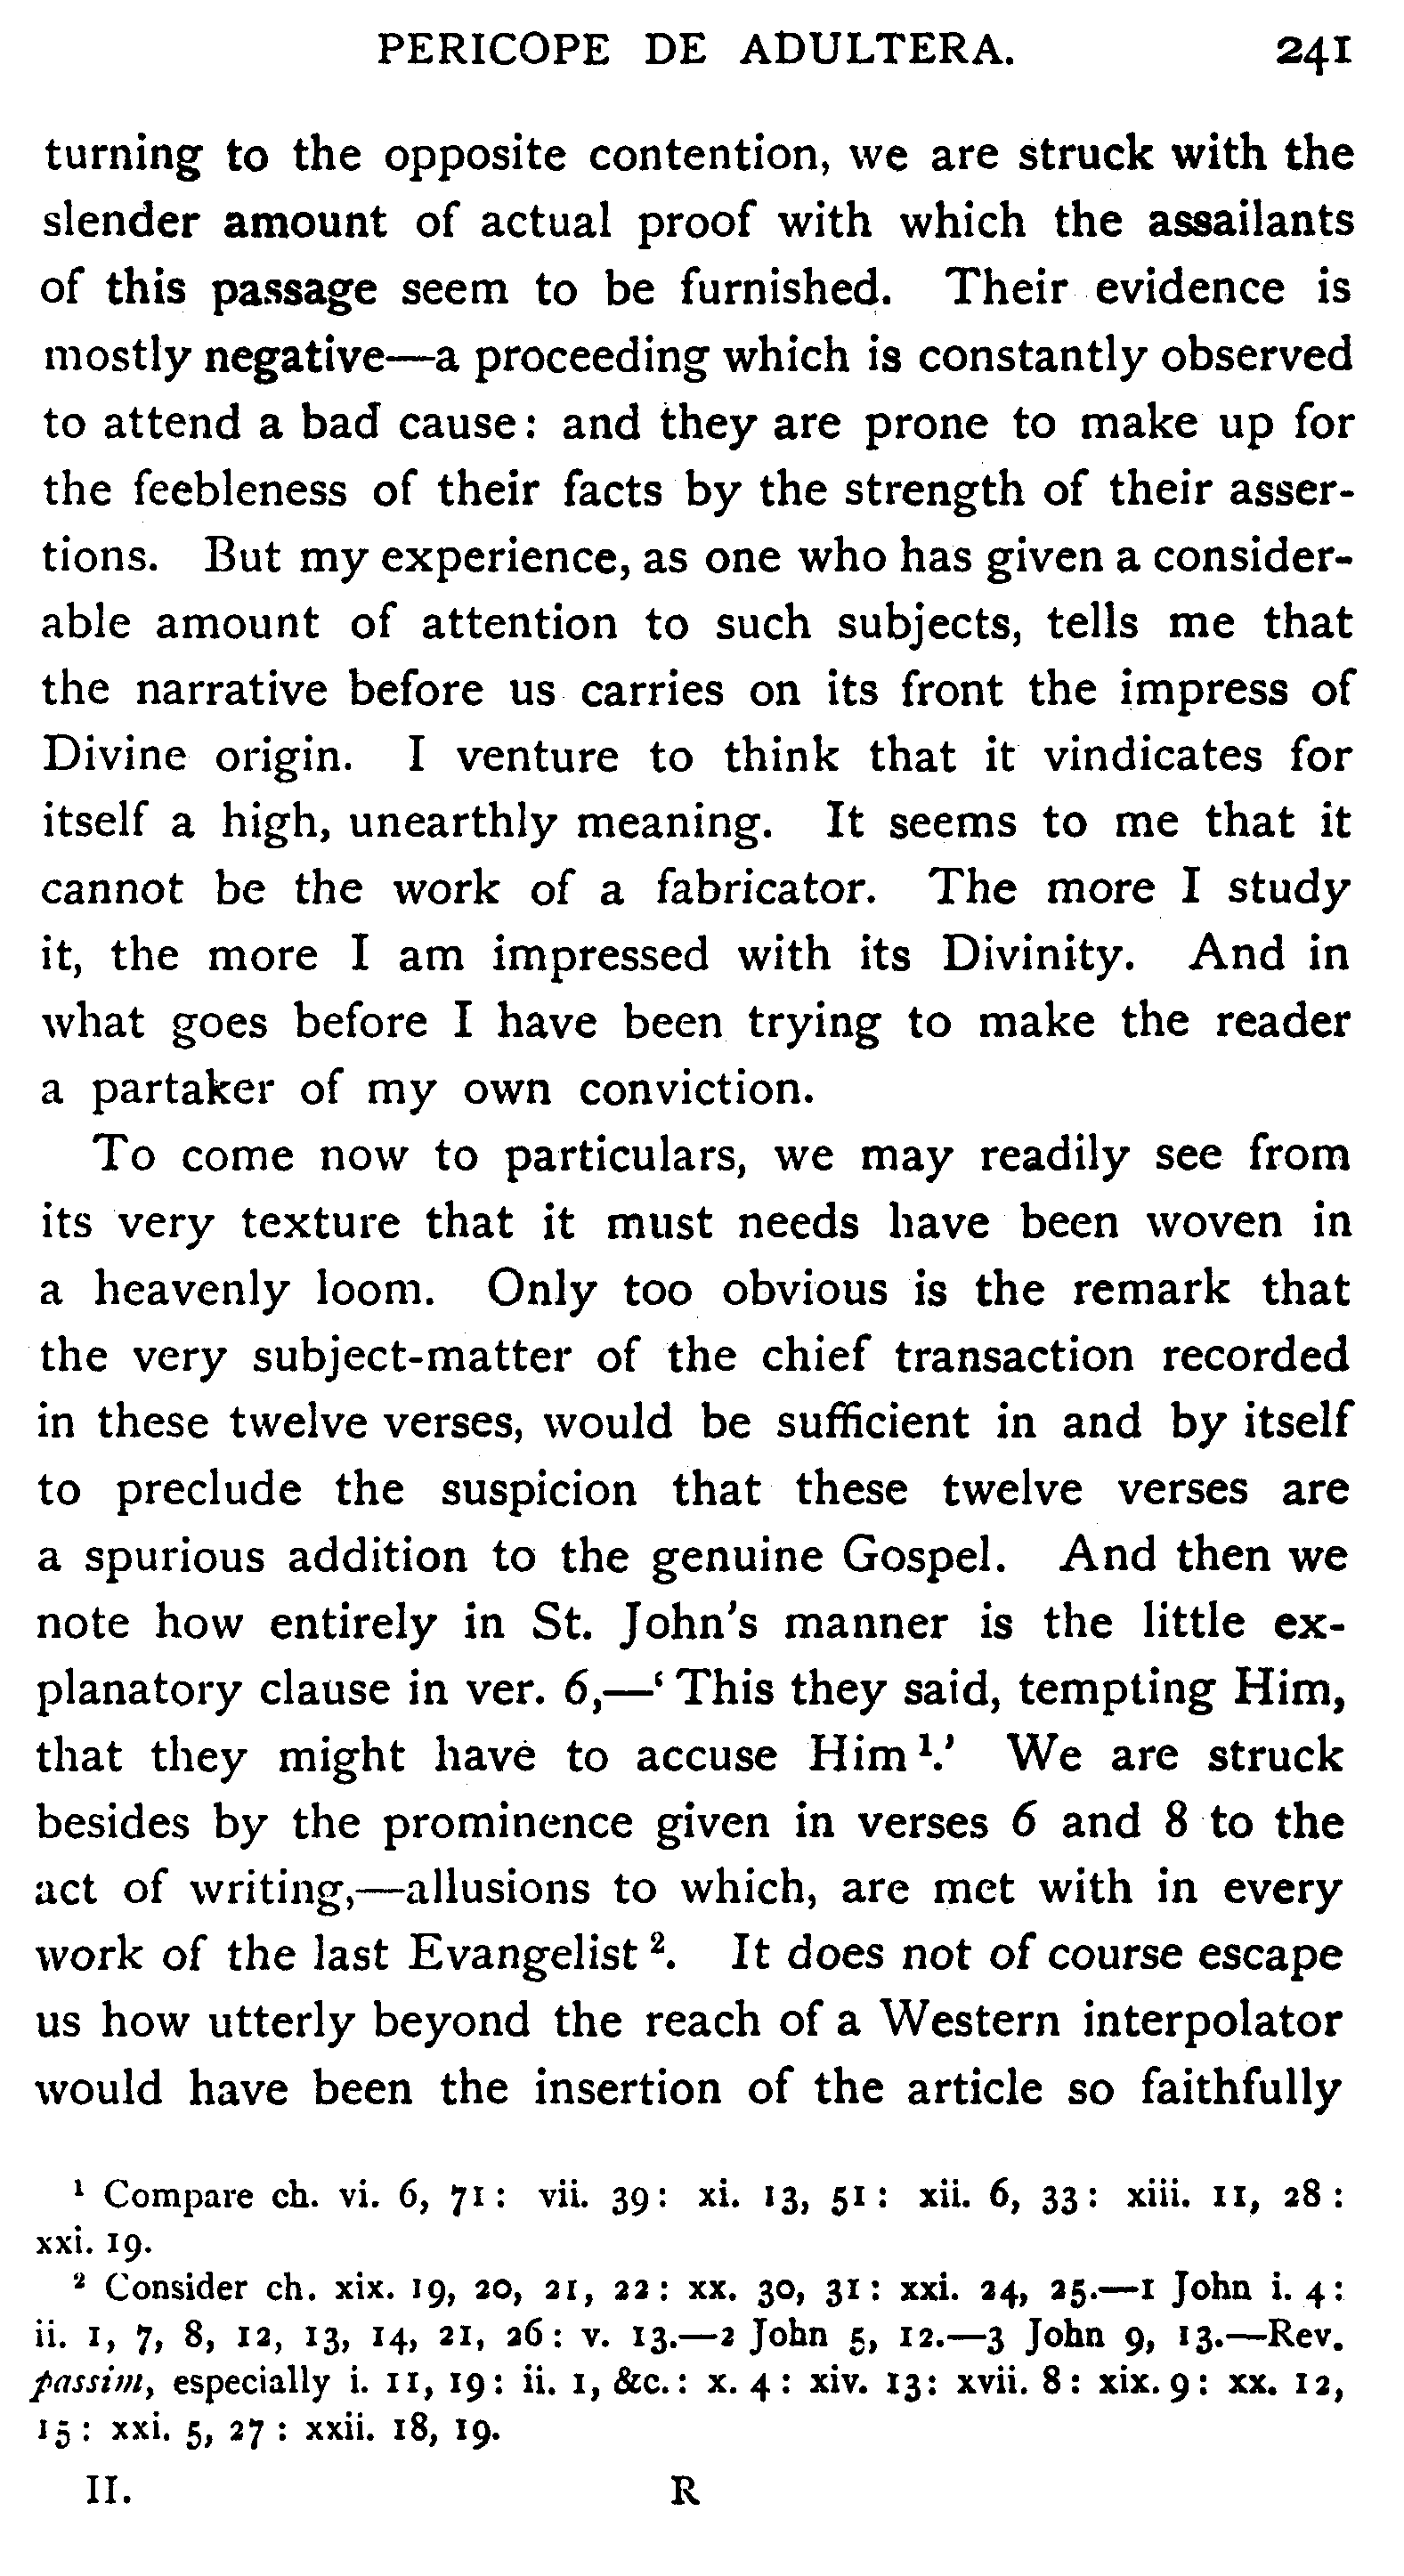 PERICOPE DE ADULTERA. 241
turning to the opposite contention, we are struck with the
slender amount of actual proof with which the assailants
of this passage seem to be furnished. Their evidence is
mostly negative—a proceeding which is constantly observed
to attend a bad cause: and they are prone to make up for
the feebleness of their facts by the strength of their asser-
tions. But my experience, as one who has given a consider-
able amount of attention to such subjects, tells me that
the narrative before us carries on its front the impress of
Divine origin. I venture to think that it vindicates for
itself a high, unearthly meaning. It seems to me that it
cannot be the work of a fabricator. The more I study
it, the more I am impressed with its Divinity. And in
what goes before I have been trying to make the reader
a partaker of my own conviction.
To come now to particulars, we may readily see from
its very texture that it must needs have been woven in
a heavenly loom. Only too obvious is the remark that
the very subject-matter of the chief transaction recorded
in these twelve verses, would be sufficient in and by itself
to preclude the suspicion that these twelve verses are
a spurious addition to the genuine Gospel. And then we
note how entirely in St. John's manner is the little ex-
planatory clause in ver. 6,—‘This they said, tempting Him,
that they might have to accuse Him ¹.’ We are struck
besides by the prominence given in verses 6 and 8 to the
act of writing,—allusions to which, are met with in every
work of the last Evangelist ². It does not of course escape
us how utterly beyond the reach of a Western interpolator
would have been the insertion of the article so faithfully
¹ Compare ch. vi. 6, 71: vii. 39: xi. 13, 51: xii. 6, 33: xiii. 11, 28:
xxi. 19.
² Consider ch. xix. 19, 20, 21, 22: xx. 30, 31: xxi. 24, 25.—1 John i. 4:
ii. 1, 7, 8, 12, 13, 14, 21, 26: v. 13.—2 John 5, 12.—3 John 9, 13.—Rev.
passim, especially i. 11, 19: ii. 1, &c.: x. 4: xiv. 13: xvii. 8: xix. 9: xx. 12,
15: xxi. 5, 27: xxii. 18, 19.
II. R